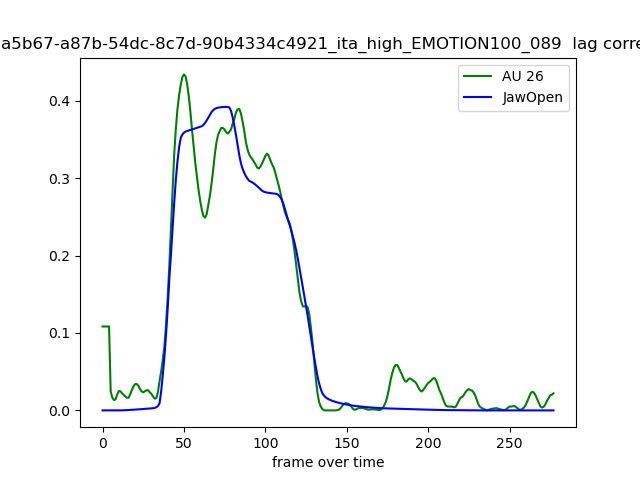 a5b67-a87b-54dc-8c7d-90b4334c4921_ita_high_EMOTION100_089 lag corre
AU 26
JawOpen
0.4
0.3
0.2
0.1
0.0
0 50 100 150 200 250
frame over time